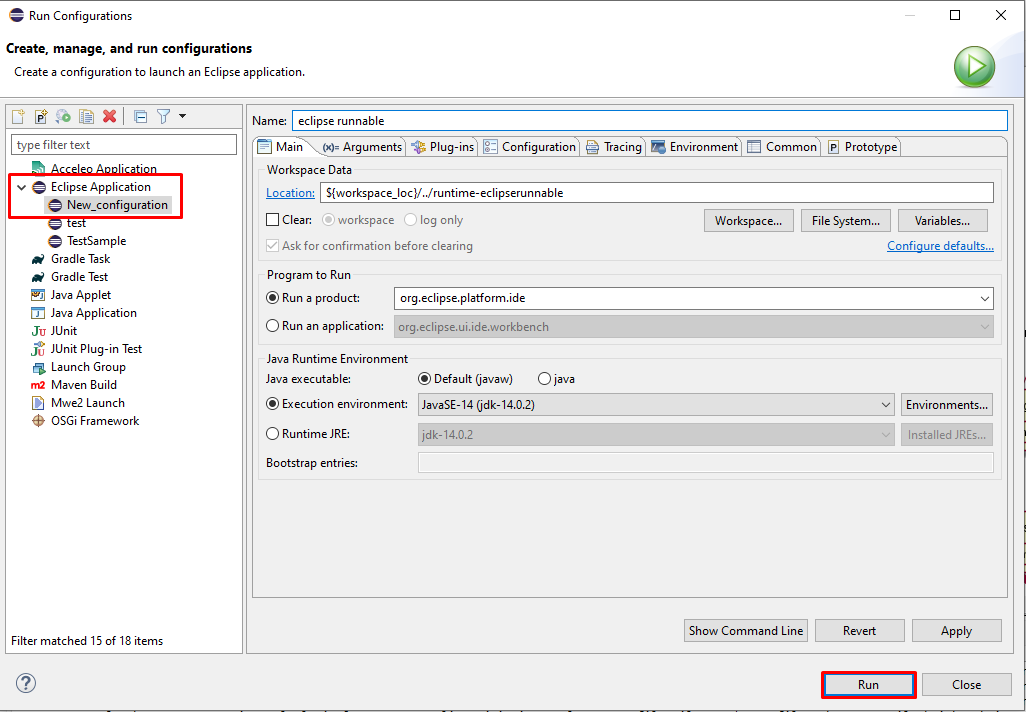 Run Configurations
Create, manage, and run configurations
Create a configuration to launch an Eclipse application.
type filter text
Acceleo Application
Eclipse Application
New_configuration
test
TestSample
Gradle Task
Gradle Test
Java Applet
Java Application
JUnit
JUnit Plug-in Test
Launch Group
Maven Build
Mwe2 Launch
OSGi Framework
Filter matched 15 of 18 items
Name: eclipse runnable
Main (x)= Arguments Plug-ins Configuration Tracing Environment Common P Prototype
Workspace Data
Location: ${workspace_loc}/../runtime-eclipserunnable
Clear: workspace log only Workspace... File System... Variables...
Ask for confirmation before clearing Configure defaults...
Program to Run
Run a product: org.eclipse.platform.ide
Run an application: org.eclipse.ui.ide.workbench
Java Runtime Environment
Java executable: Default (javaw) java
Execution environment: JavaSE-14 (jdk-14.0.2) Environments...
Runtime JRE: jdk-14.0.2 Installed JREs...
Bootstrap entries:
Show Command Line Revert Apply
Run Close